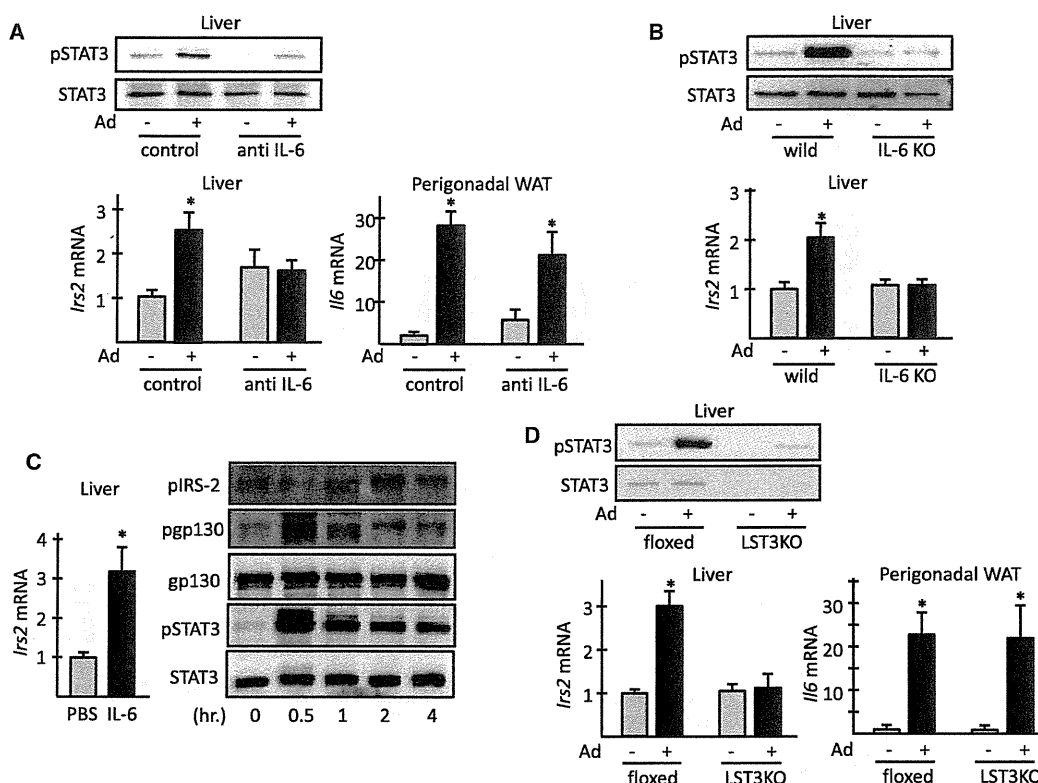 A
Liver
pSTAT3
STAT3
Ad - + - +
control anti IL-6
Liver
Irs2 mRNA
3
2
1
*
Ad - + - +
control anti IL-6
Perigonadal WAT
Il6 mRNA
30
20
10
* *
- + - +
control anti IL-6
B
Liver
pSTAT3
STAT3
Ad - + - +
wild IL-6 KO
Liver
Irs2 mRNA
3
2
1
*
Ad - + - +
wild IL-6 KO
C
Liver
Irs2 mRNA
4
3
2
1
*
PBS IL-6
pIRS-2
pgp130
gp130
pSTAT3
STAT3
(hr.) 0 0.5 1 2 4
D
Liver
pSTAT3
STAT3
Ad - + - +
floxed LST3KO
Liver
Irs2 mRNA
3
2
1
*
Ad - + - +
floxed LST3KO
Perigonadal WAT
Il6 mRNA
30
20
10
* *
Ad - + - +
floxed LST3KO